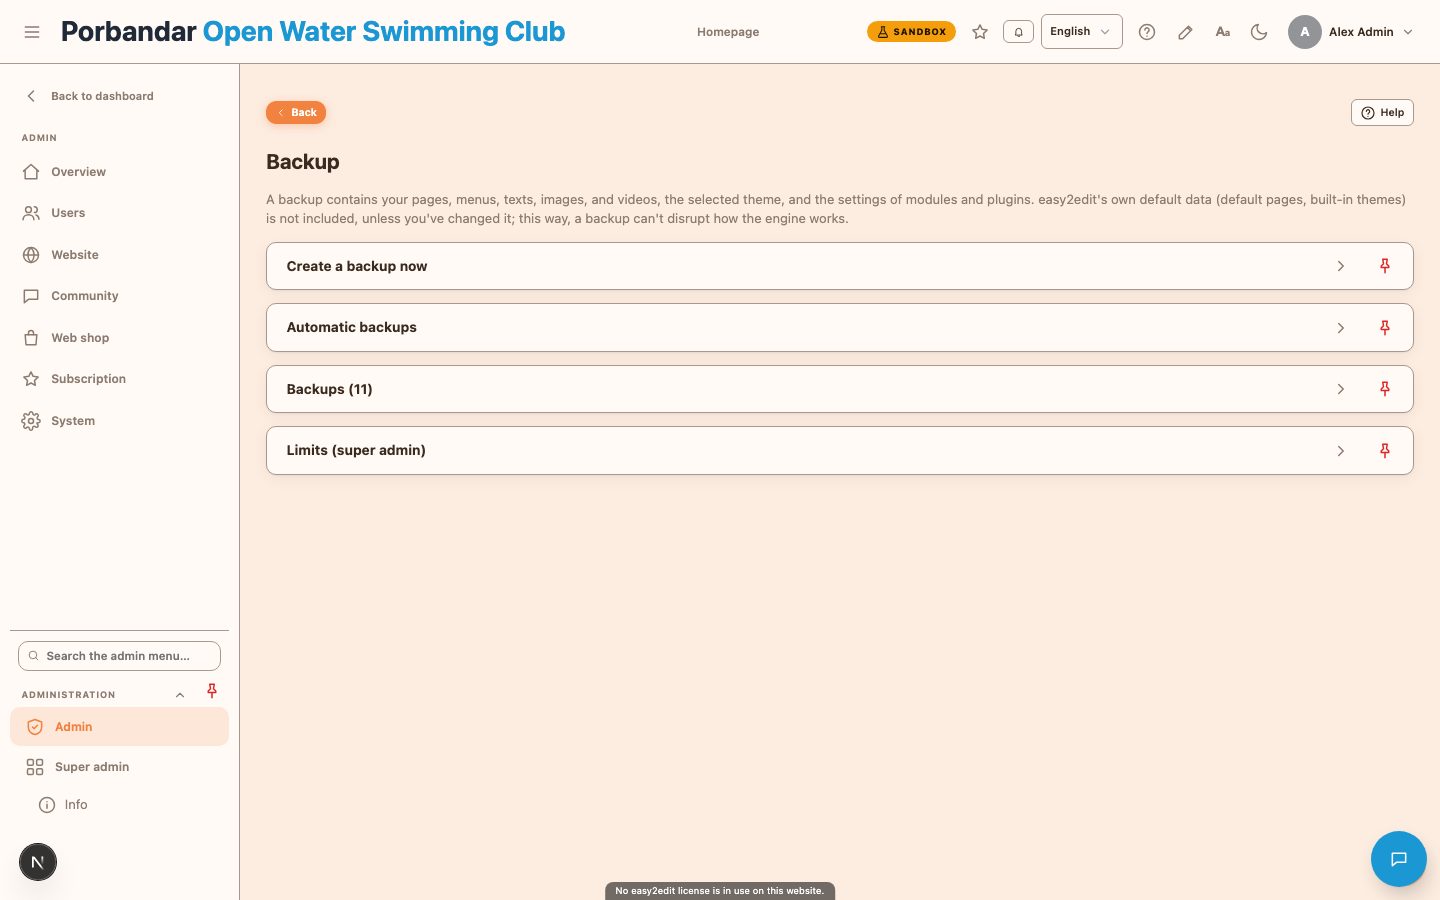 Porbandar Open Water Swimming Club
Homepage
SANDBOX
English
Aa
A
Alex Admin
Back to dashboard
ADMIN
Overview
Users
Website
Community
Web shop
Subscription
System
Search the admin menu...
ADMINISTRATION
Admin
Super admin
Info
N
Back
Help
Backup
A backup contains your pages, menus, texts, images, and videos, the selected theme, and the settings of modules and plugins. easy2edit's own default data (default pages, built-in themes)
is not included, unless you've changed it; this way, a backup can't disrupt how the engine works.
Create a backup now
Automatic backups
Backups (11)
Limits (super admin)
No easy2edit license is in use on this website.